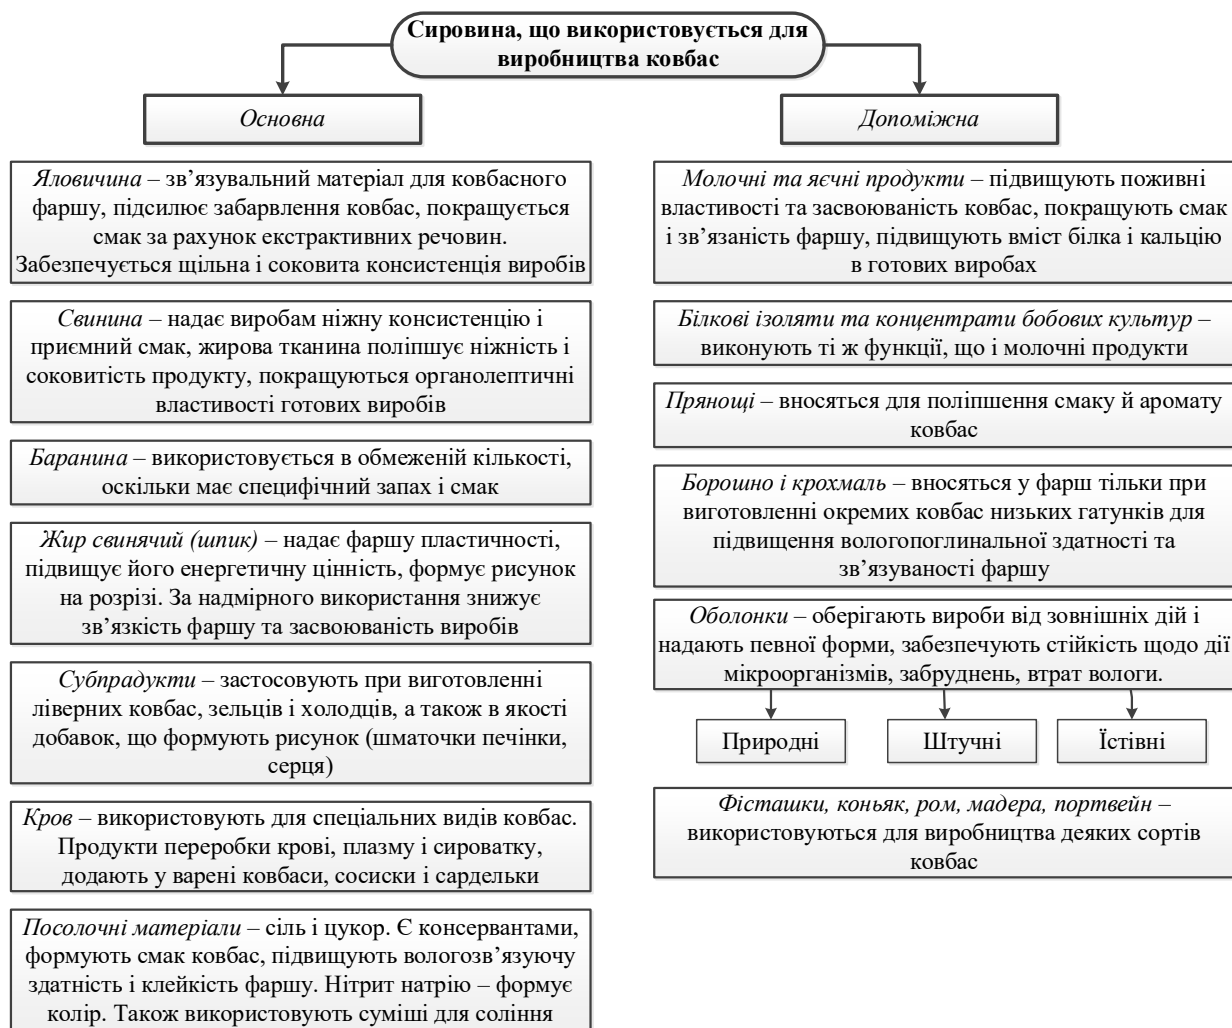 Сировина, що використовується для
виробництва ковбас
Основна
Яловичина – зв’язувальний матеріал для ковбасного
фаршу, підсилює забарвлення ковбас, покращується
смак за рахунок екстрактивних речовин.
Забезпечується щільна і соковита консистенція виробів
Свинина – надає виробам ніжну консистенцію і
приємний смак, жирова тканина поліпшує ніжність і
соковитість продукту, покращуються органолептичні
властивості готових виробів
Баранина – використовується в обмеженій кількості,
оскільки має специфічний запах і смак
Жир свинячий (шпик) – надає фаршу пластичності,
підвищує його енергетичну цінність, формує рисунок
на розрізі. За надмірного використання знижує
зв’язкість фаршу та засвоюваність виробів
Субпрадукти – застосовують при виготовленні
ліверних ковбас, зельців і холодців, а також в якості
добавок, що формують рисунок (шматочки печінки,
серця)
Кров – використовують для спеціальних видів ковбас.
Продукти переробки крові, плазму і сироватку,
додають у варені ковбаси, сосиски і сардельки
Посолочні матеріали – сіль і цукор. Є консервантами,
формують смак ковбас, підвищують вологозв’язуючу
здатність і клейкість фаршу. Нітрит натрію – формує
колір. Також використовують суміші для соління
Допоміжна
Молочні та яєчні продукти – підвищують поживні
властивості та засвоюваність ковбас, покращують смак
і зв’язаність фаршу, підвищують вміст білка і кальцію
в готових виробах
Білкові ізоляти та концентрати бобових культур –
виконують ті ж функції, що і молочні продукти
Прянощі – вносяться для поліпшення смаку й аромату
ковбас
Борошно і крохмаль – вносяться у фарш тільки при
виготовленні окремих ковбас низьких гатунків для
підвищення вологопоглинальної здатності та
зв’язуваності фаршу
Оболонки – оберігають вироби від зовнішніх дій і
надають певної форми, забезпечують стійкість щодо дії
мікроорганізмів, забруднень, втрат вологи.
Природні
Штучні
Їстівні
Фісташки, коньяк, ром, мадера, портвейн –
використовуються для виробництва деяких сортів
ковбас